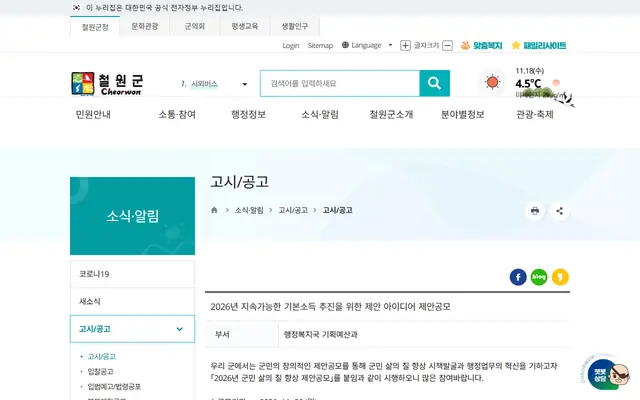 이 누리집은 대한민국 공식 전자정부 누리집입니다.
철원군청 문화관광 군의회 평생교육 생활인구
Login Sitemap Language 글자크기 맞춤복지 패밀리사이트
철원군
Cheorwon
1. 시외버스
검색어를 입력하세요
11.18(수)
4.5℃
민원안내 소통·참여 행정정보 소식·알림 철원군소개 분야별정보 관광·축제
고시/공고
소식·알림 > 고시/공고 > 고시/공고
소식·알림
코로나19
새소식
고시/공고
고시/공고
입찰공고
입법예고/법령공포
blog
2026년 지속가능한 기본소득 추진을 위한 제안 아이디어 제안공모
부서 행정복지국 기획예산과
우리 군에서는 군민의 창의적인 제안공모를 통해 군민 삶의 질 향상 시책발굴과 행정업무의 혁신을 기하고자
「2026년 군민 삶의 질 향상 제안공모」를 붙임과 같이 시행하오니 많은 참여바랍니다.
챗봇
상담